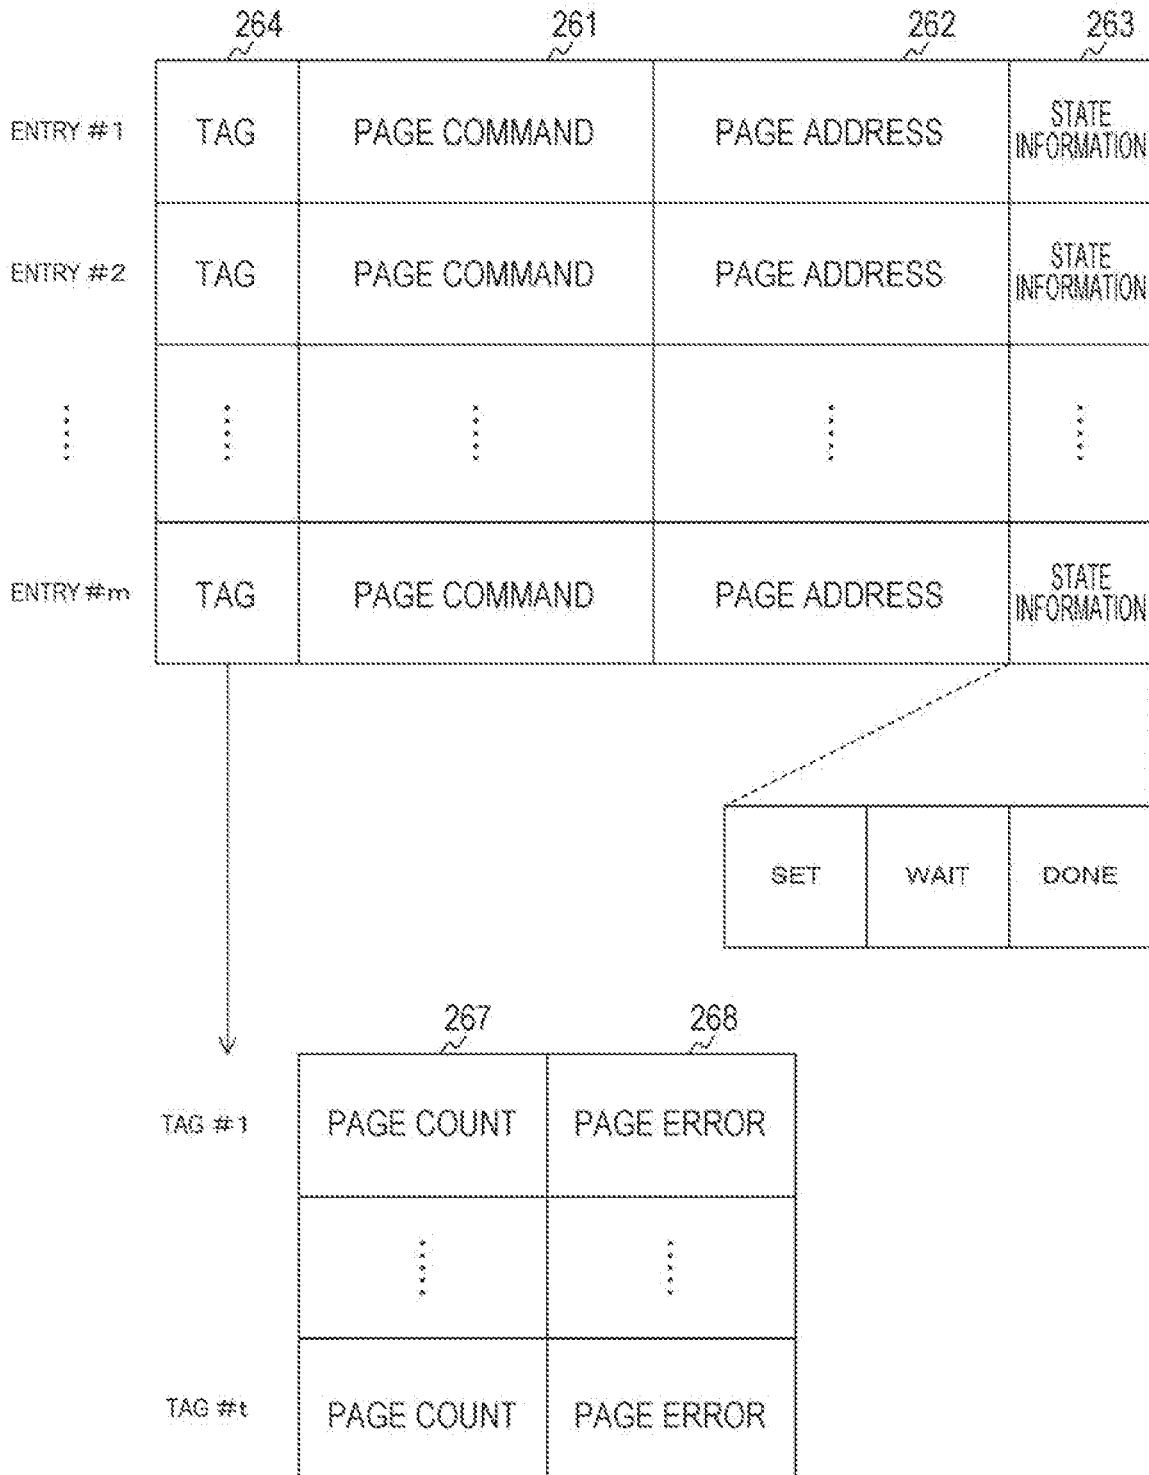 264 261 262 263
ENTRY #1 TAG PAGE COMMAND PAGE ADDRESS STATE INFORMATION
ENTRY #2 TAG PAGE COMMAND PAGE ADDRESS STATE INFORMATION
ENTRY #m TAG PAGE COMMAND PAGE ADDRESS STATE INFORMATION
SET WAIT DONE
267 268
TAG #1 PAGE COUNT PAGE ERROR
TAG #t PAGE COUNT PAGE ERROR